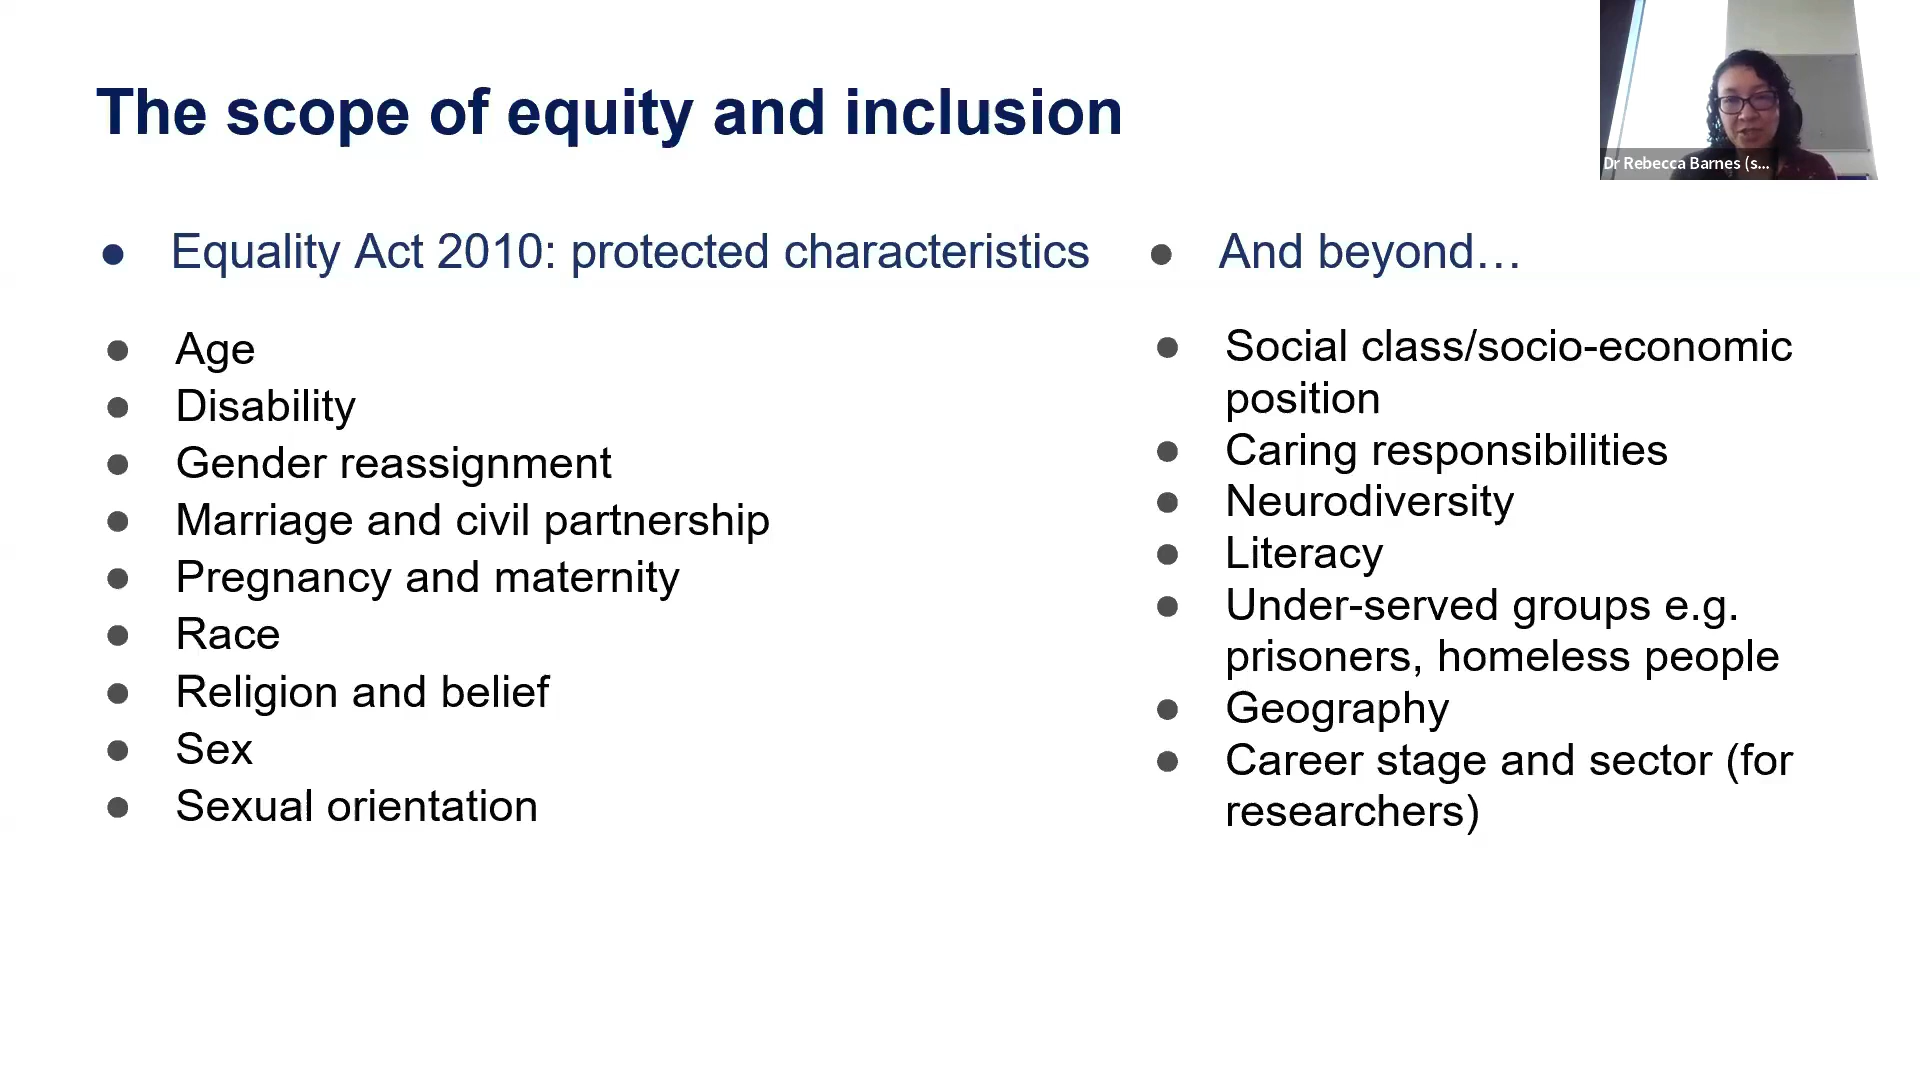 The scope of equity and inclusion
Dr Rebecca Barnes (s...
Equality Act 2010: protected characteristics
Age
Disability
Gender reassignment
Marriage and civil partnership
Pregnancy and maternity
Race
Religion and belief
Sex
Sexual orientation
And beyond…
Social class/socio-economic
position
Caring responsibilities
Neurodiversity
Literacy
Under-served groups e.g.
prisoners, homeless people
Geography
Career stage and sector (for
researchers)